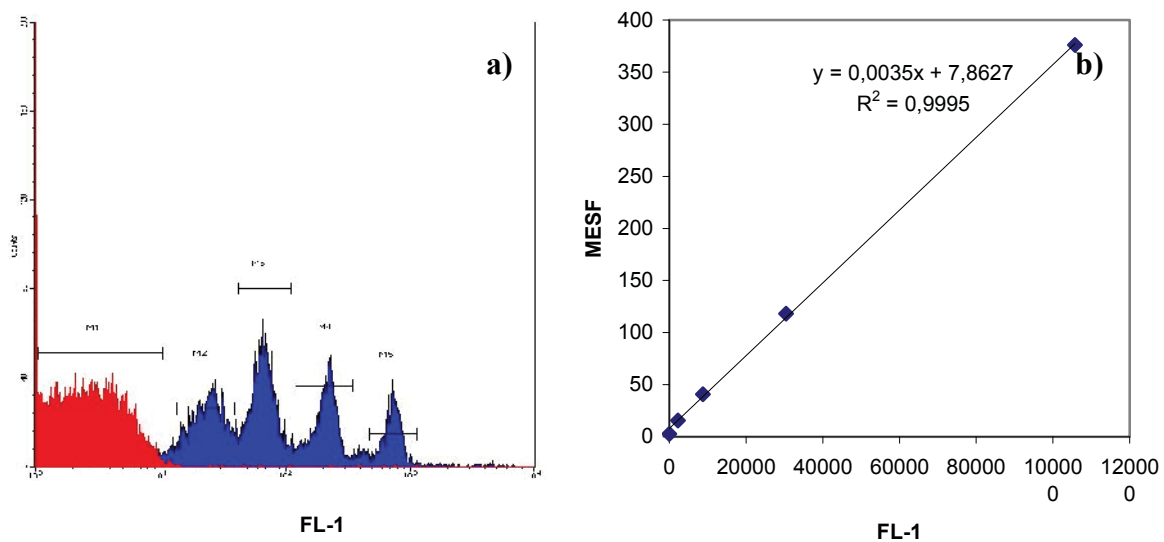 a)
M1
M2
M4
M5
FL-1
b)
y = 0,0035x + 7,8627
R² = 0,9995
MESF
400
350
300
250
200
150
100
50
0
0 20000 40000 60000 80000 10000 12000
0 0
FL-1